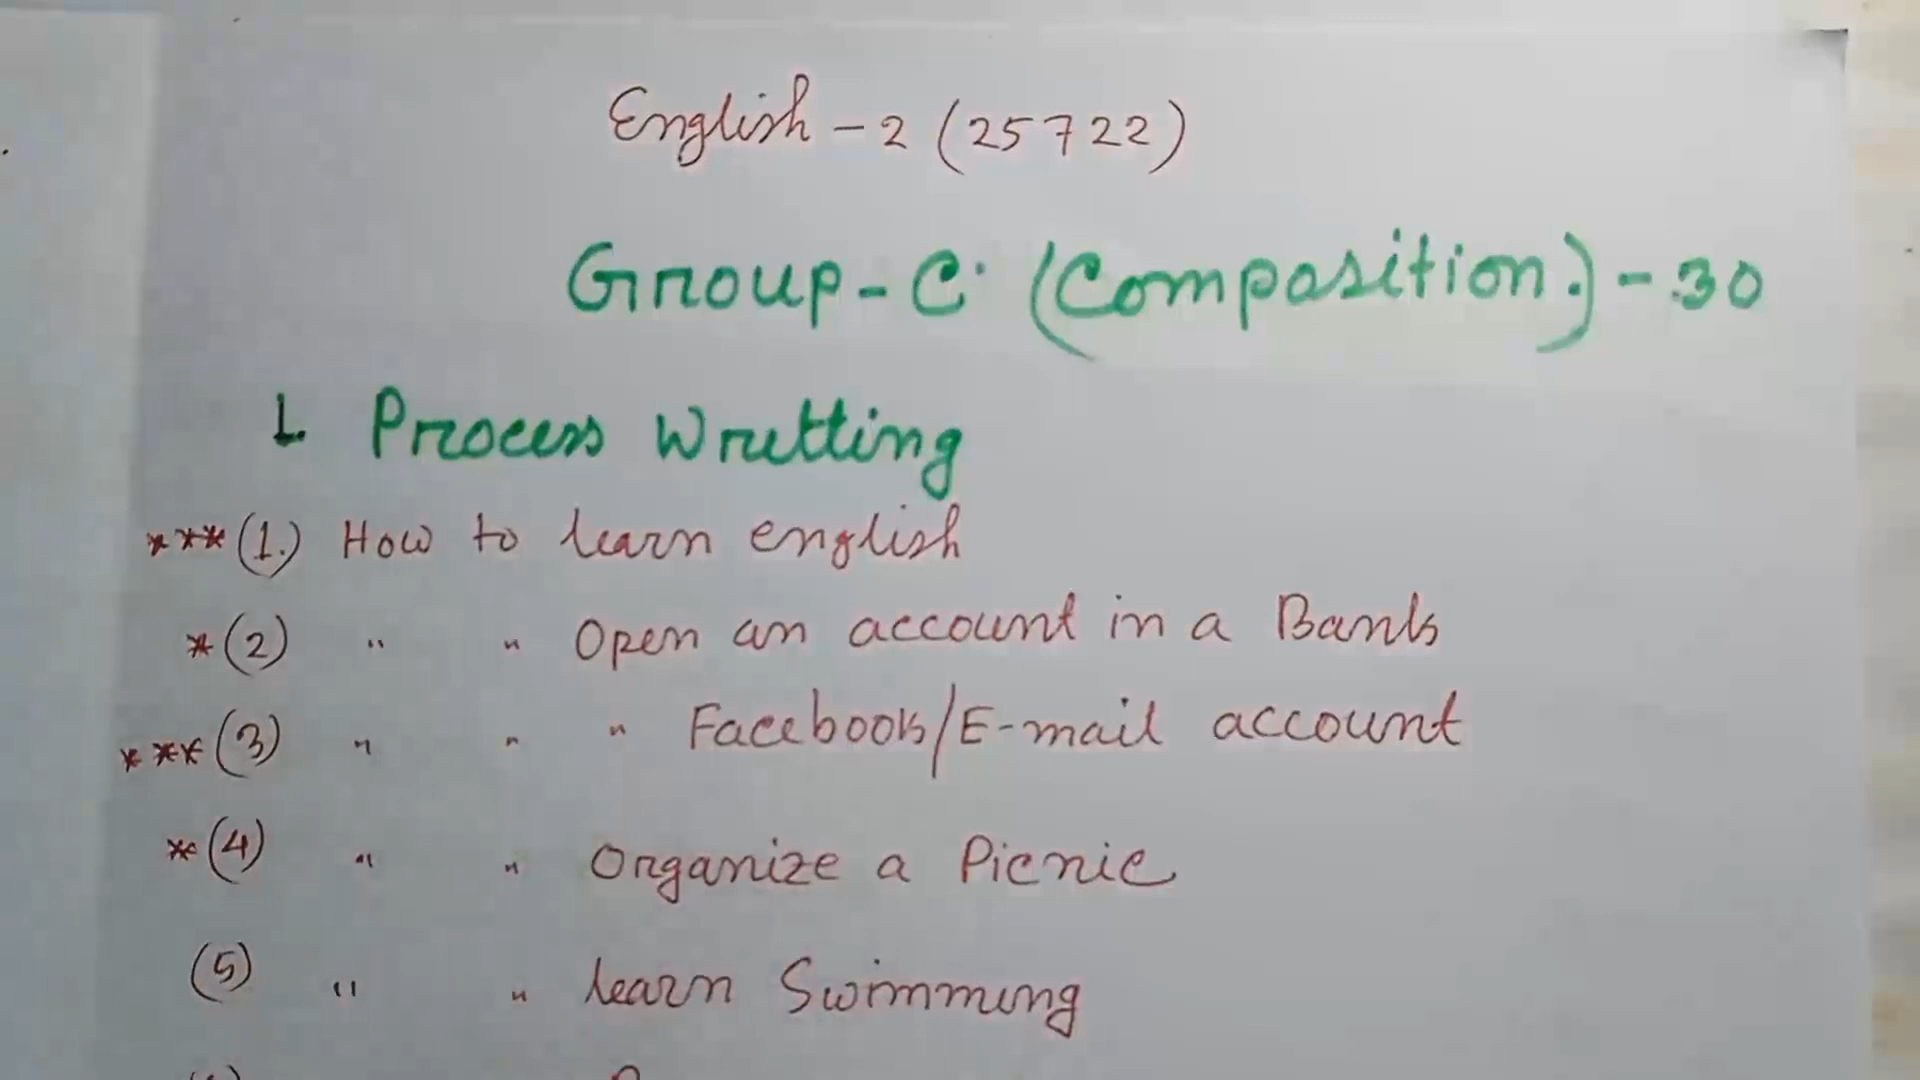 English - 2 (25722)
Group - C. (Composition.) - 30
1. Process Writting
***(1.) How to learn english
*(2) " " Open an account in a Bank
***(3) " " " Facebook/E-mail account
*(4) " " Organize a Picnic
(5) " " learn Swimming